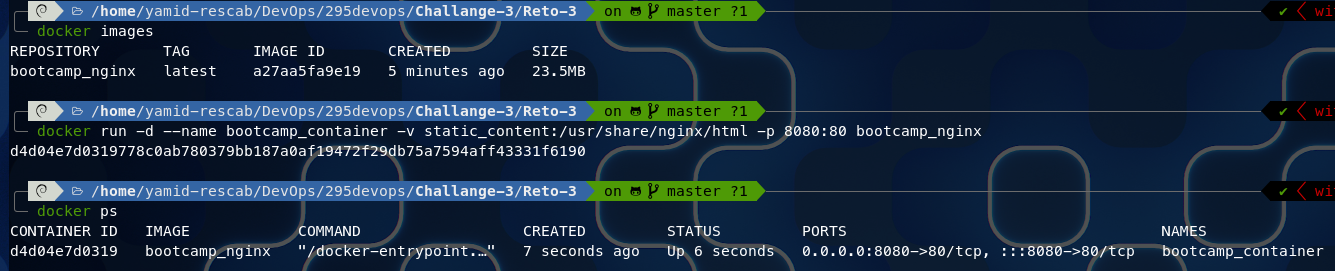 /home/yamid-rescab/DevOps/295devops/Challange-3/Reto-3 on master ?1 ✔ wi
docker images
REPOSITORY TAG IMAGE ID CREATED SIZE
bootcamp_nginx latest a27aa5fa9e19 5 minutes ago 23.5MB
/home/yamid-rescab/DevOps/295devops/Challange-3/Reto-3 on master ?1 ✔ wi
docker run -d --name bootcamp_container -v static_content:/usr/share/nginx/html -p 8080:80 bootcamp_nginx
d4d04e7d0319778c0ab780379bb187a0af19472f29db75a7594aff43331f6190
/home/yamid-rescab/DevOps/295devops/Challange-3/Reto-3 on master ?1 ✔ wi
docker ps
CONTAINER ID IMAGE COMMAND CREATED STATUS PORTS NAMES
d4d04e7d0319 bootcamp_nginx "/docker-entrypoint.…" 7 seconds ago Up 6 seconds 0.0.0.0:8080->80/tcp, :::8080->80/tcp bootcamp_container